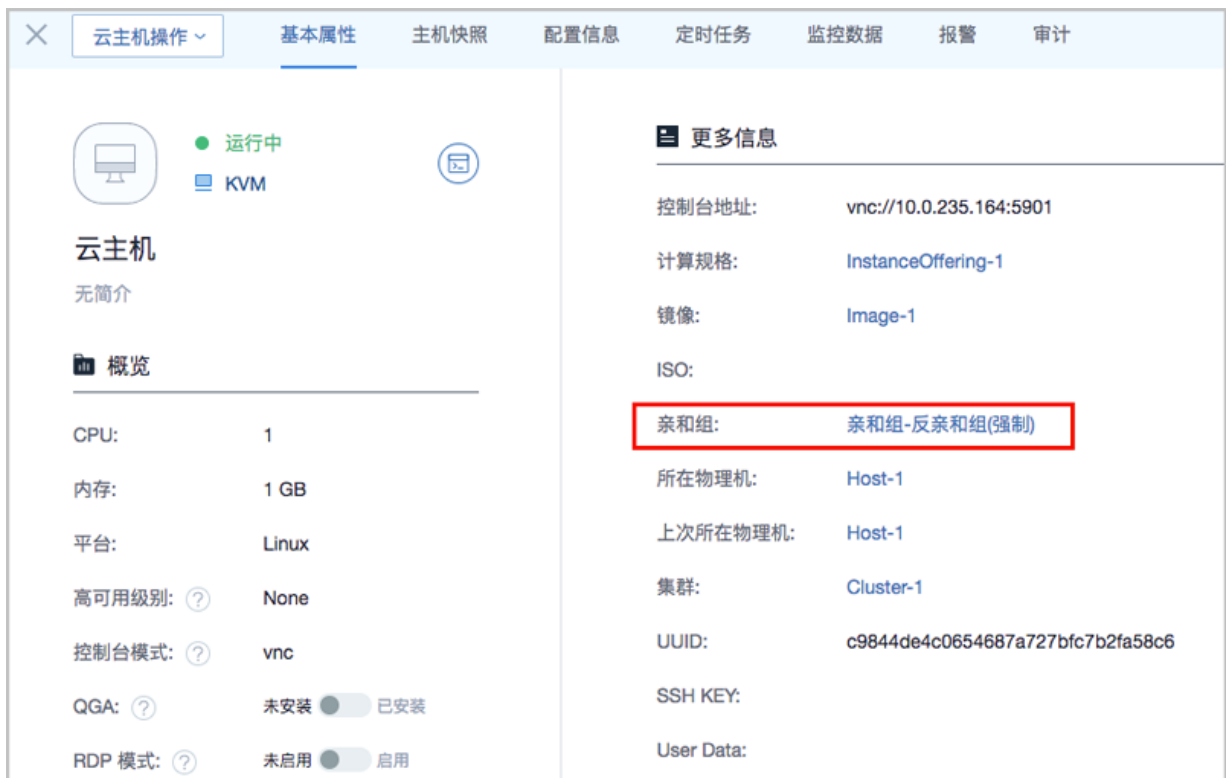 云主机操作
基本属性
主机快照
配置信息
定时任务
监控数据
报警
审计
运行中
KVM
云主机
无简介
概览
CPU: 1
内存: 1 GB
平台: Linux
高可用级别: ? None
控制台模式: ? vnc
QGA: ? 未安装 已安装
RDP 模式: ? 未启用 启用
更多信息
控制台地址: vnc://10.0.235.164:5901
计算规格: InstanceOffering-1
镜像: Image-1
ISO:
亲和组: 亲和组-反亲和组(强制)
所在物理机: Host-1
上次所在物理机: Host-1
集群: Cluster-1
UUID: c9844de4c0654687a727bfc7b2fa58c6
SSH KEY:
User Data: